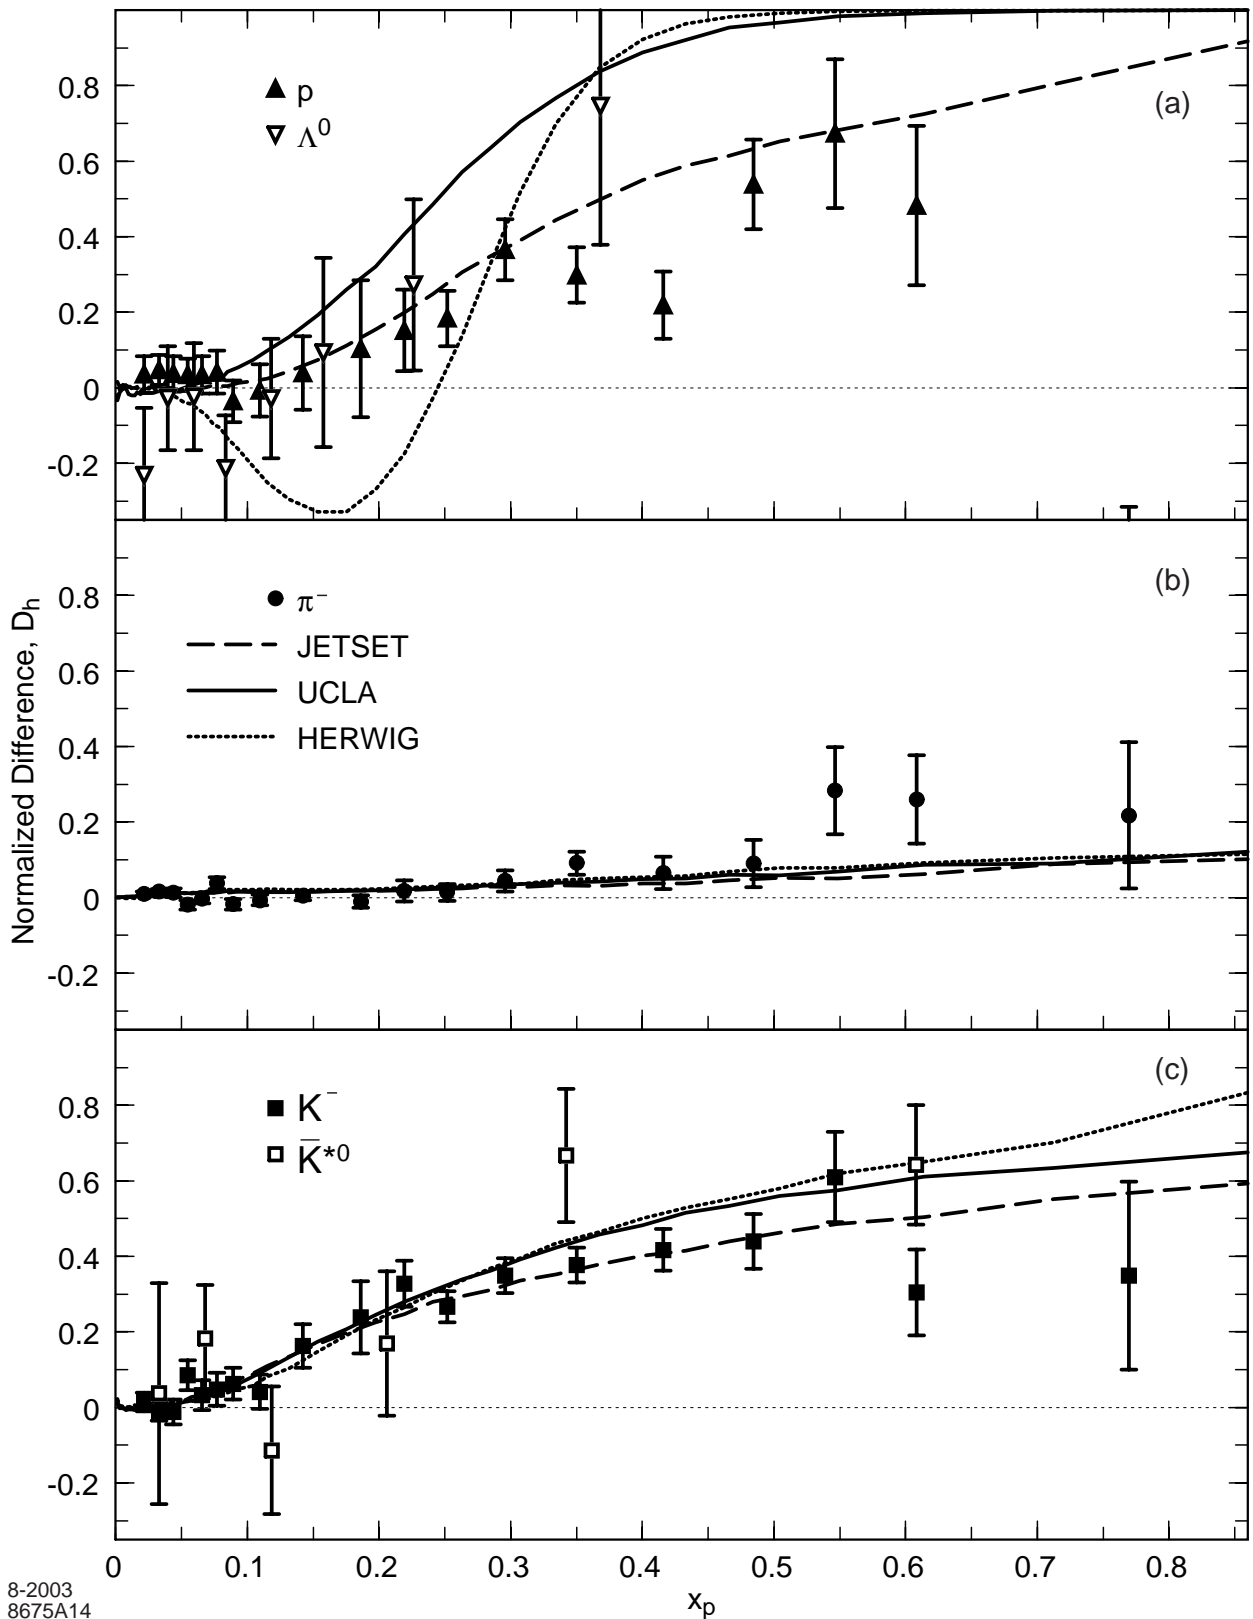 0.8
0.6
0.4
0.2
0
-0.2
p
Λ⁰
(a)
Normalized Difference, Dₕ
0.8
0.6
0.4
0.2
0
-0.2
π⁻
JETSET
UCLA
HERWIG
(b)
0.8
0.6
0.4
0.2
0
-0.2
K⁻
K̅*⁰
(c)
0 0.1 0.2 0.3 0.4 0.5 0.6 0.7 0.8
xₚ
8-2003
8675A14